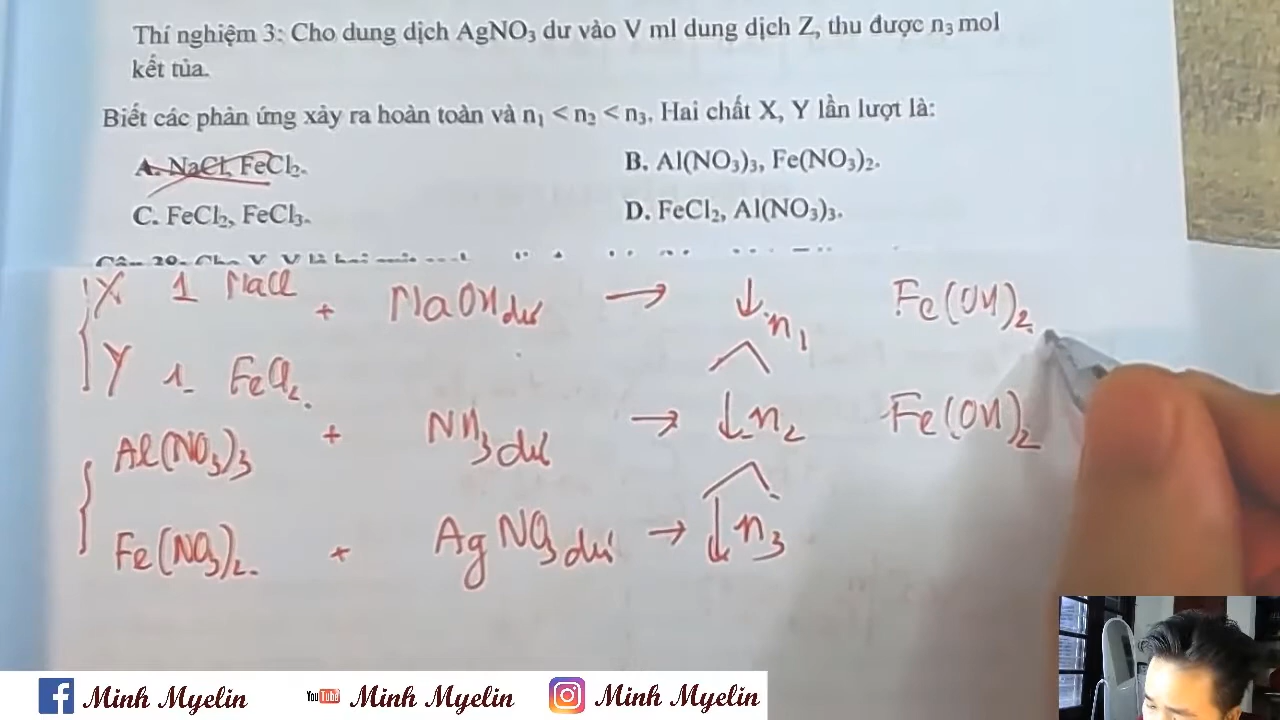 Thí nghiệm 3: Cho dung dịch AgNO₃ dư vào V ml dung dịch Z, thu được n₃ mol
kết tủa.
Biết các phản ứng xảy ra hoàn toàn và n₁ < n₂ < n₃. Hai chất X, Y lần lượt là:
A. NaCl, FeCl₂.
B. Al(NO₃)₃, Fe(NO₃)₂.
C. FeCl₂, FeCl₃.
D. FeCl₂, Al(NO₃)₃.
X 1 NaCl + NaOH dư → ↓ n₁ Fe(OH)₂
Y 1 FeCl₂.
Al(NO₃)₃ + NH₃ dư → ↓ n₂ Fe(OH)₂
Fe(NO₃)₂. + AgNO₃ dư → ↓ n₃
Minh Myelin YouTube Minh Myelin Minh Myelin